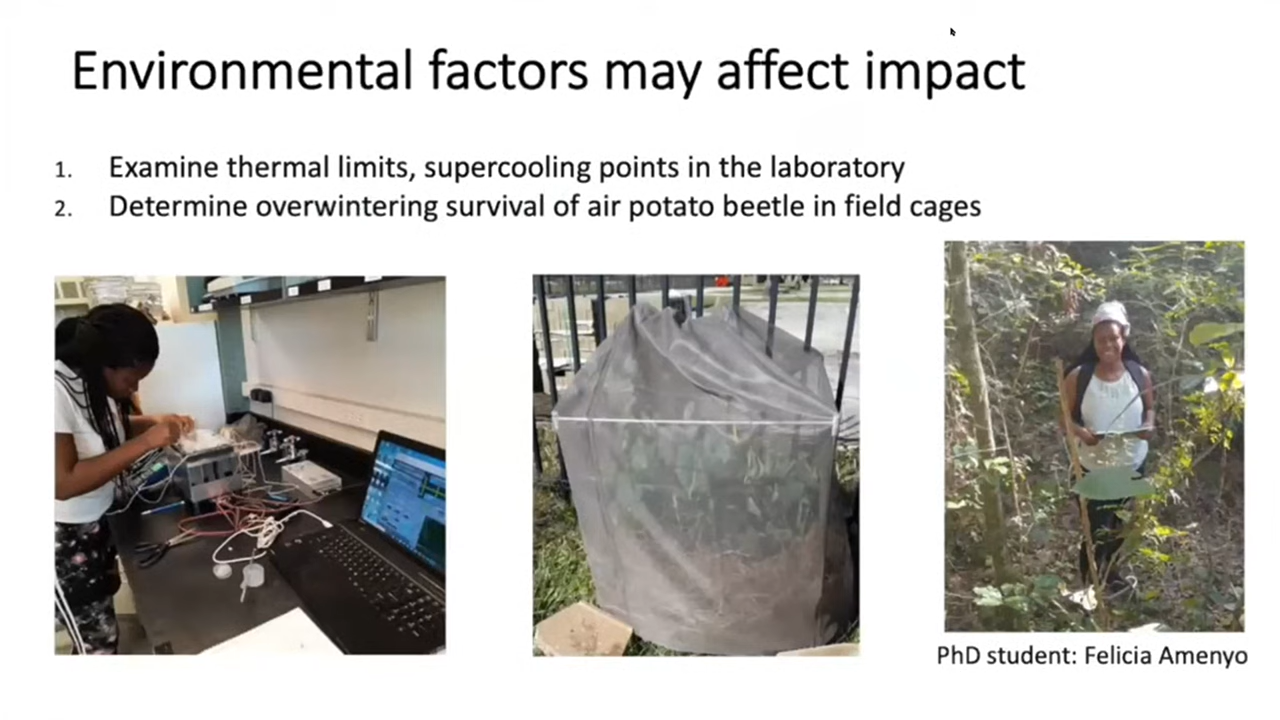 Environmental factors may affect impact
1. Examine thermal limits, supercooling points in the laboratory
2. Determine overwintering survival of air potato beetle in field cages
PhD student: Felicia Amenyo